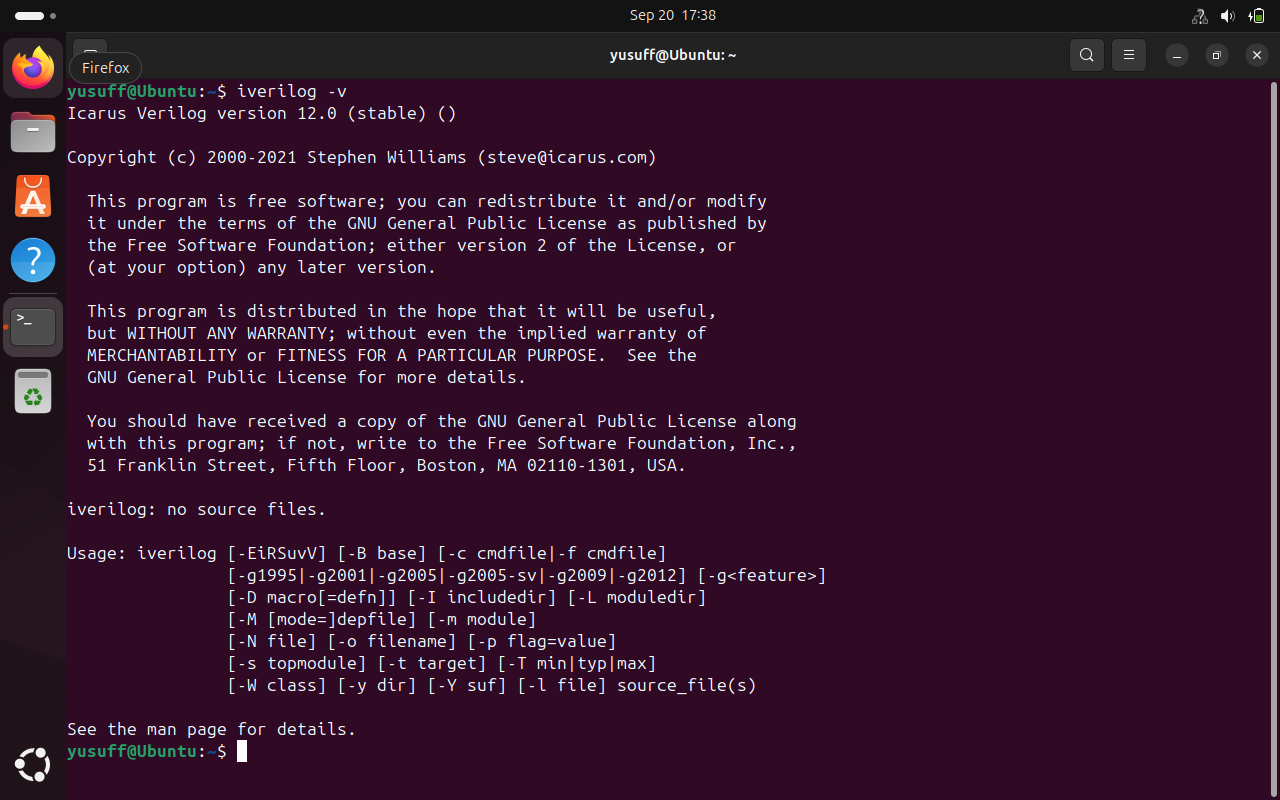 Sep 20 17:38
yusuff@Ubuntu: ~
Firefox
yusuff@Ubuntu:~$ iverilog -v
Icarus Verilog version 12.0 (stable) ()
Copyright (c) 2000-2021 Stephen Williams (steve@icarus.com)
This program is free software; you can redistribute it and/or modify
it under the terms of the GNU General Public License as published by
the Free Software Foundation; either version 2 of the License, or
(at your option) any later version.
This program is distributed in the hope that it will be useful,
but WITHOUT ANY WARRANTY; without even the implied warranty of
MERCHANTABILITY or FITNESS FOR A PARTICULAR PURPOSE.  See the
GNU General Public License for more details.
You should have received a copy of the GNU General Public License along
with this program; if not, write to the Free Software Foundation, Inc.,
51 Franklin Street, Fifth Floor, Boston, MA 02110-1301, USA.
iverilog: no source files.
Usage: iverilog [-EiRSuvV] [-B base] [-c cmdfile|-f cmdfile]
[-g1995|-g2001|-g2005|-g2005-sv|-g2009|-g2012] [-g<feature>]
[-D macro[=defn]] [-I includedir] [-L moduledir]
[-M [mode=]depfile] [-m module]
[-N file] [-o filename] [-p flag=value]
[-s topmodule] [-t target] [-T min|typ|max]
[-W class] [-y dir] [-Y suf] [-l file] source_file(s)
See the man page for details.
yusuff@Ubuntu:~$